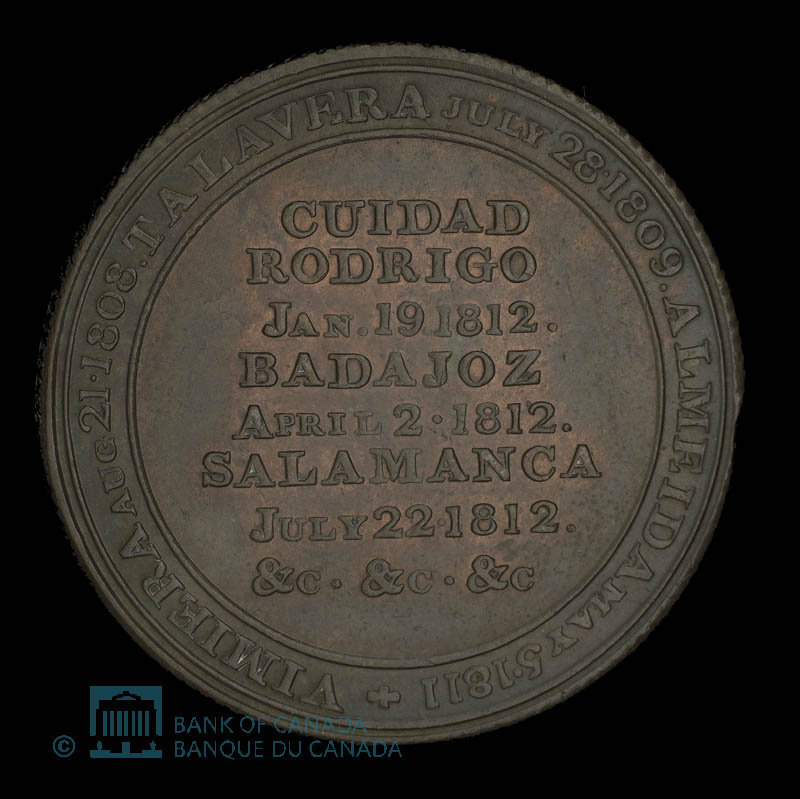 VIMIERA AUG 21·1808. TALAVERA JULY 28·1809. ALMEIDA MAY 5·1811 +
CUIDAD
RODRIGO
JAN. 19 1812.
BADAJOZ
APRIL 2·1812.
SALAMANCA
JULY 22·1812.
&C · &C · &C
© BANK OF CANADA
BANQUE DU CANADA